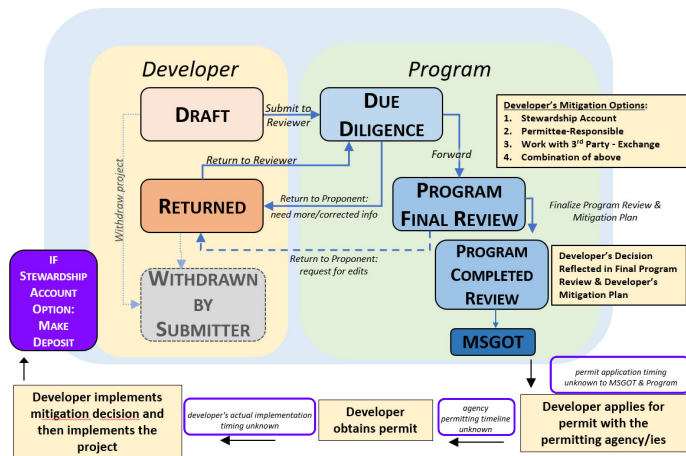 Developer
Program
DRAFT
Submit to
Reviewer
DUE
DILIGENCE
Developer's Mitigation Options:
1. Stewardship Account
2. Permittee-Responsible
3. Work with 3rd Party - Exchange
4. Combination of above
Withdraw project
Return to Reviewer
Forward
RETURNED
Return to Proponent:
need more/corrected info
PROGRAM
FINAL REVIEW
Finalize Program Review &
Mitigation Plan
Return to Proponent:
request for edits
IF
STEWARDSHIP
ACCOUNT
OPTION:
MAKE
DEPOSIT
WITHDRAWN
BY
SUBMITTER
PROGRAM
COMPLETED
REVIEW
Developer's Decision
Reflected in Final Program
Review & Developer's
Mitigation Plan
MSGOT
permit application timing
unknown to MSGOT & Program
Developer implements
mitigation decision and
then implements the
project
developer's actual implementation
timing unknown
Developer
obtains permit
agency
permitting timeline
unknown
Developer applies for
permit with the
permitting agency/ies